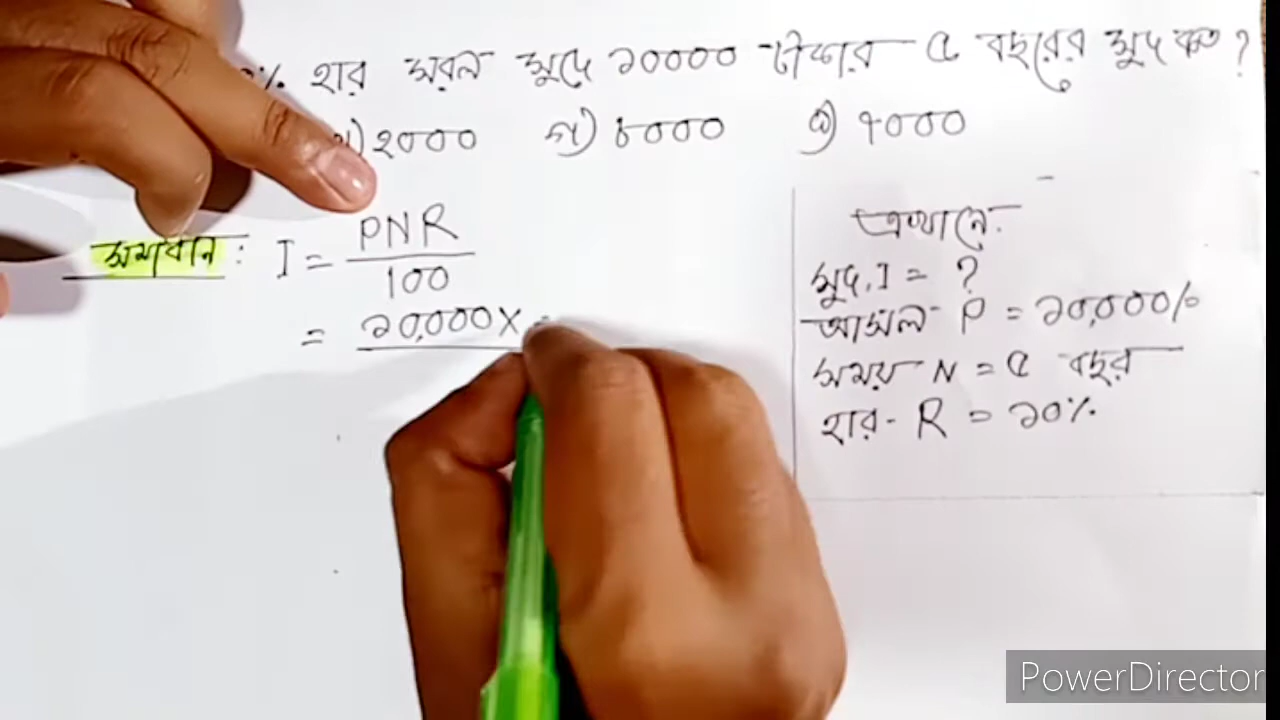 % হার সরল সুদে ১০০০০ টাকার ৫ বছরের সুদ কত ?
২০০০ গ) ৮০০০ ঘ) ৭০০০
সমাধান : I = PNR
100
= ১০,০০০ X
এখানে:
সুদ, I = ?
আসল P = ১০,০০০/-
সময় N = ৫ বছর
হার- R = ১০%
PowerDirector